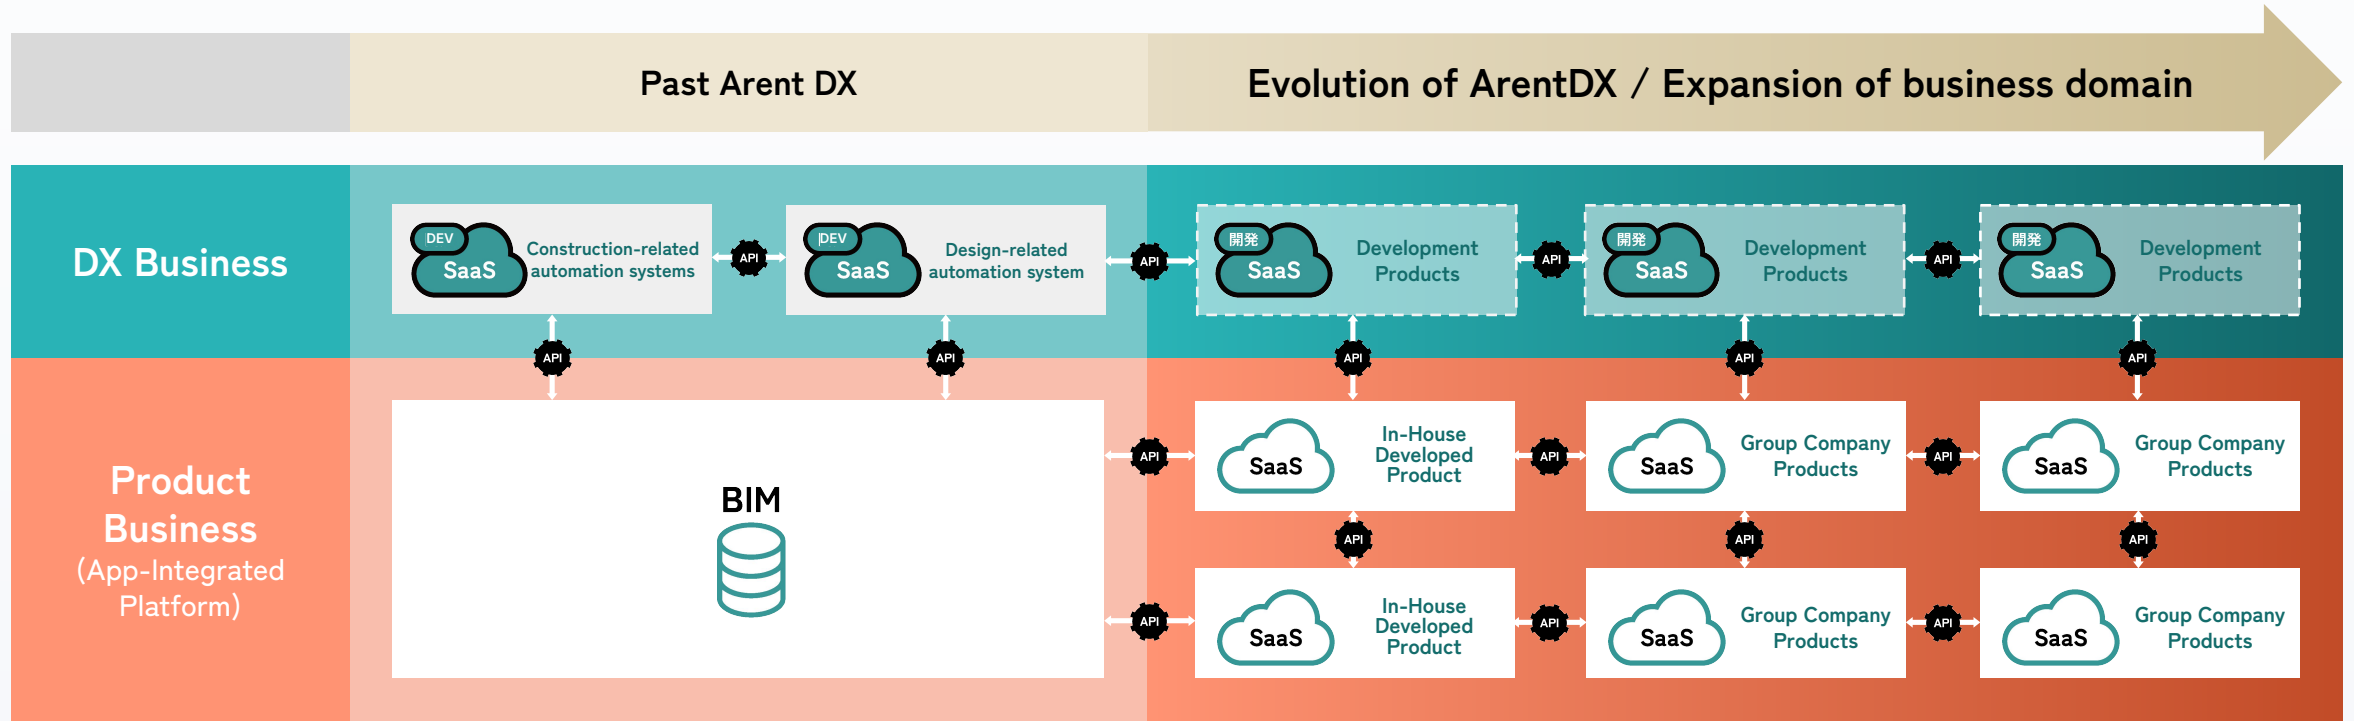 Past Arent DX
Evolution of ArentDX / Expansion of business domain
DX Business
DEV
SaaS
Construction-related
automation systems
API
DEV
SaaS
Design-related
automation system
API
開発
SaaS
Development
Products
API
開発
SaaS
Development
Products
API
開発
SaaS
Development
Products
API
API
API
API
API
Product
Business
(App-Integrated
Platform)
BIM
API
SaaS
In-House
Developed
Product
API
SaaS
Group Company
Products
API
SaaS
Group Company
Products
API
API
API
API
SaaS
In-House
Developed
Product
API
SaaS
Group Company
Products
API
SaaS
Group Company
Products